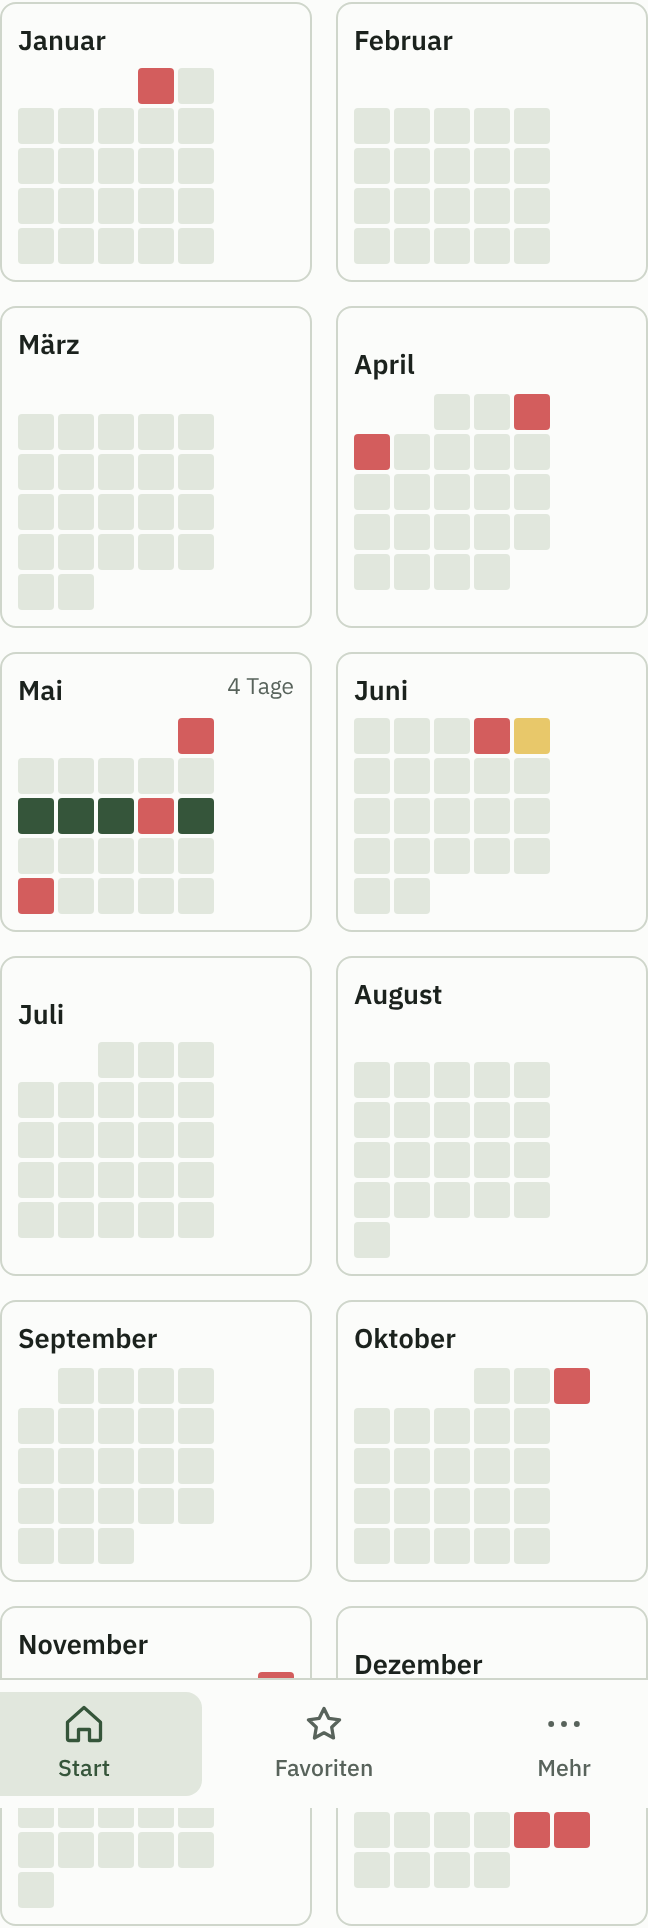 Januar
Februar
März
April
Mai
4 Tage
Juni
Juli
August
September
Oktober
November
Dezember
Start
Favoriten
Mehr